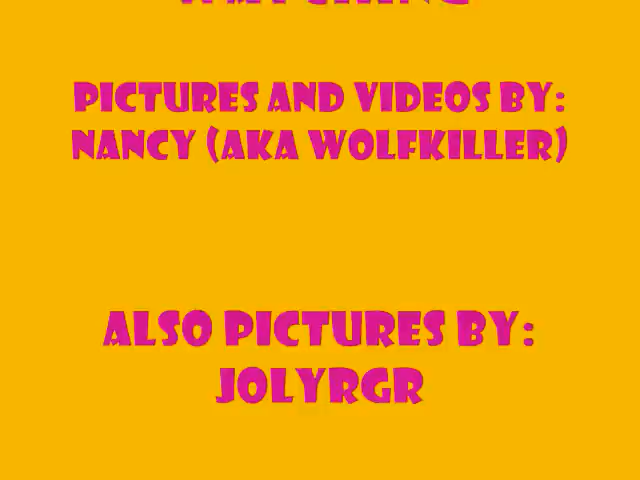 PICTURES AND VIDEOS BY:
NANCY (AKA WOLFKILLER)
ALSO PICTURES BY:
JOLYRGR